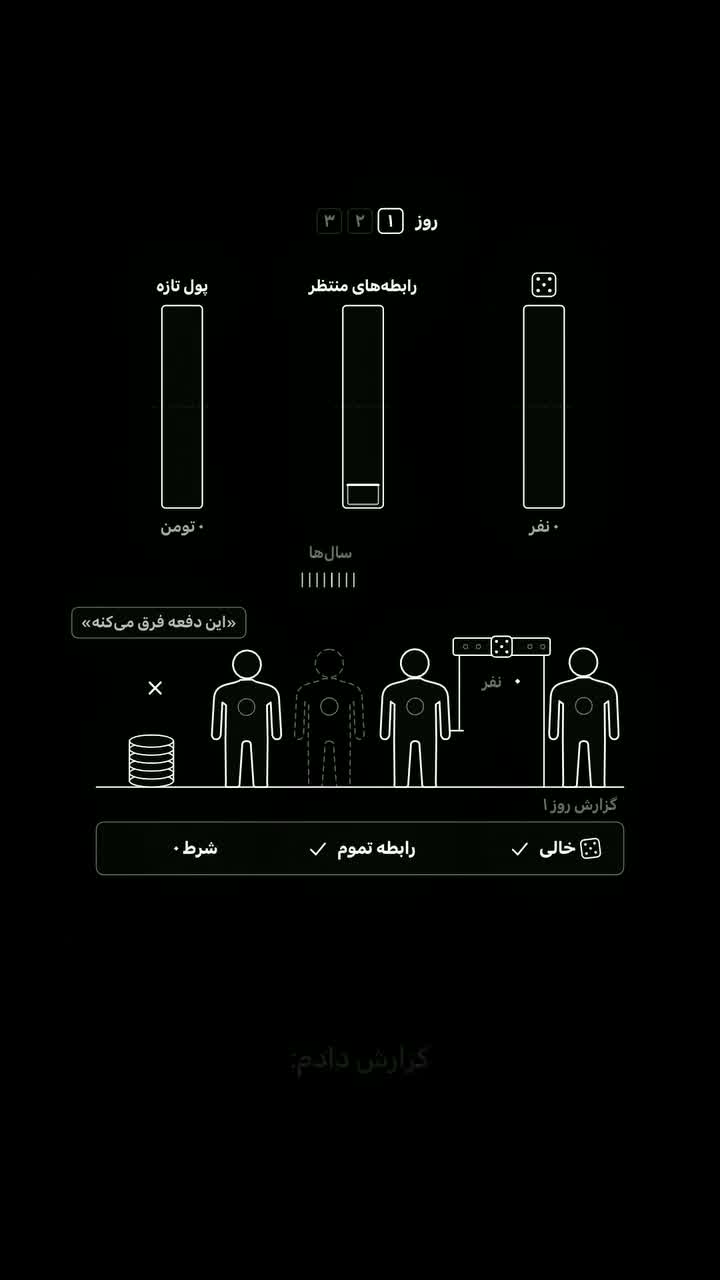 روز ۱ ۲ ۳
رابطه‌های منتظر پول تازه
۰ نفر ۰ تومن
سال‌ها
«این دفعه فرق می‌کنه»
۰ نفر
گزارش روز ۱
خالی ✓ رابطه تموم ✓ شرط ۰
گزارش دادم: